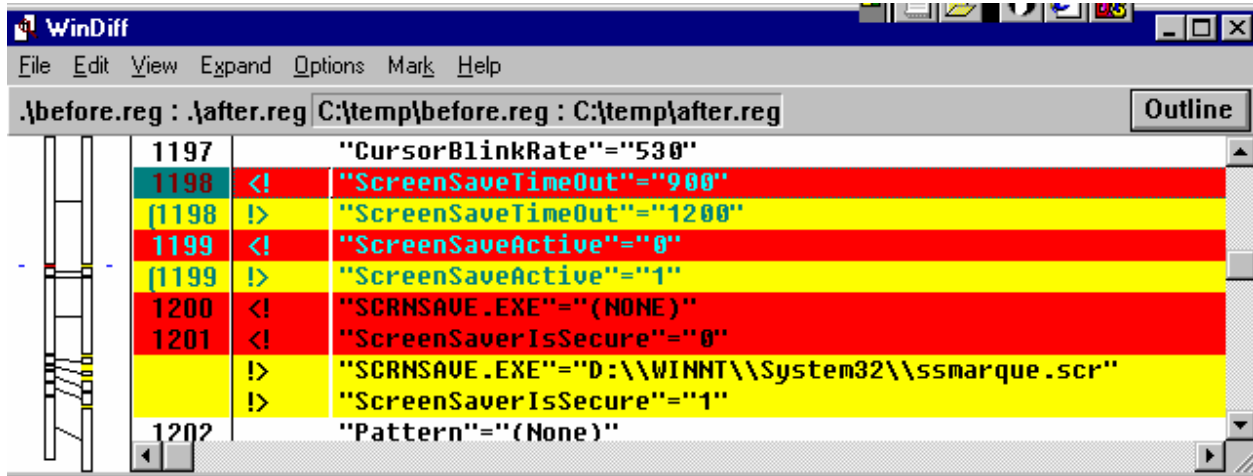 WinDiff
File Edit View Expand Options Mark Help
.\before.reg : .\after.reg C:\temp\before.reg : C:\temp\after.reg Outline
1197 "CursorBlinkRate"="530"
1198 <! "ScreenSaveTimeOut"="900"
(1198 !> "ScreenSaveTimeOut"="1200"
1199 <! "ScreenSaveActive"="0"
(1199 !> "ScreenSaveActive"="1"
1200 <! "SCRNSAVE.EXE"="(NONE)"
1201 <! "ScreenSaverIsSecure"="0"
!> "SCRNSAVE.EXE"="D:\\WINNT\\System32\\ssmarque.scr"
!> "ScreenSaverIsSecure"="1"
1202 "Pattern"="(None)"